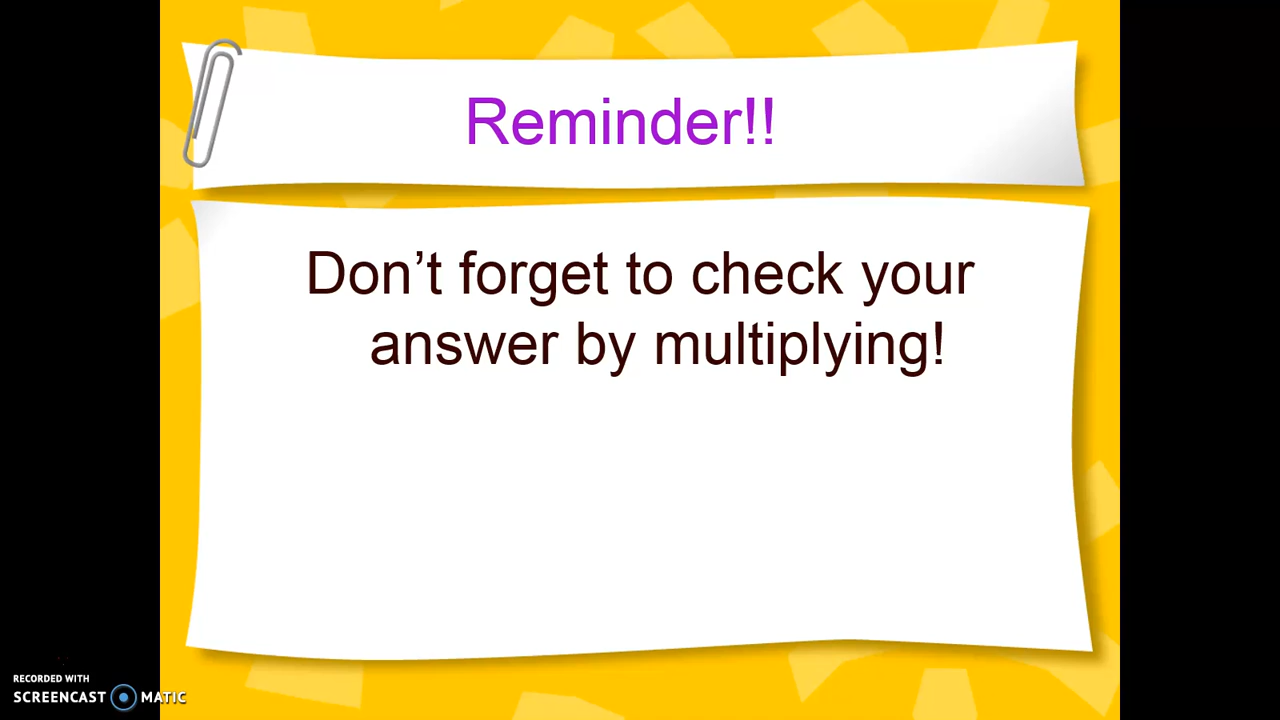 Reminder!!
Don’t forget to check your
answer by multiplying!
RECORDED WITH
SCREENCAST MATIC